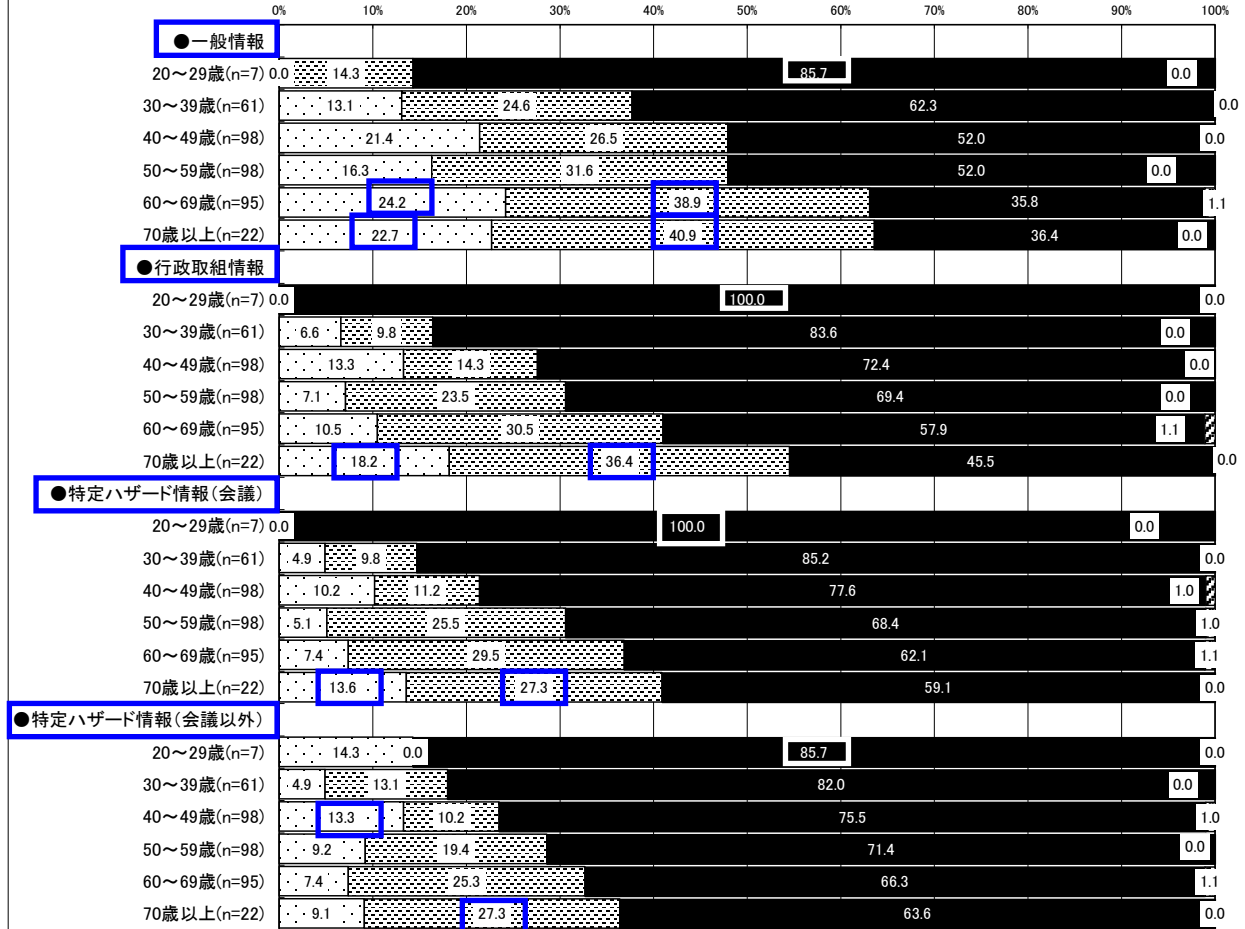 0% 10% 20% 30% 40% 50% 60% 70% 80% 90% 100%
●一般情報
20～29歳(n=7) 0.0 14.3 85.7 0.0
30～39歳(n=61) 13.1 24.6 62.3 0.0
40～49歳(n=98) 21.4 26.5 52.0 0.0
50～59歳(n=98) 16.3 31.6 52.0 0.0
60～69歳(n=95) 24.2 38.9 35.8 1.1
70歳以上(n=22) 22.7 40.9 36.4 0.0
●行政取組情報
20～29歳(n=7) 0.0 100.0 0.0
30～39歳(n=61) 6.6 9.8 83.6 0.0
40～49歳(n=98) 13.3 14.3 72.4 0.0
50～59歳(n=98) 7.1 23.5 69.4 0.0
60～69歳(n=95) 10.5 30.5 57.9 1.1
70歳以上(n=22) 18.2 36.4 45.5 0.0
●特定ハザード情報(会議)
20～29歳(n=7) 0.0 100.0 0.0
30～39歳(n=61) 4.9 9.8 85.2 0.0
40～49歳(n=98) 10.2 11.2 77.6 1.0
50～59歳(n=98) 5.1 25.5 68.4 1.0
60～69歳(n=95) 7.4 29.5 62.1 1.1
70歳以上(n=22) 13.6 27.3 59.1 0.0
●特定ハザード情報(会議以外)
20～29歳(n=7) 14.3 0.0 85.7 0.0
30～39歳(n=61) 4.9 13.1 82.0 0.0
40～49歳(n=98) 13.3 10.2 75.5 1.0
50～59歳(n=98) 9.2 19.4 71.4 0.0
60～69歳(n=95) 7.4 25.3 66.3 1.1
70歳以上(n=22) 9.1 27.3 63.6 0.0